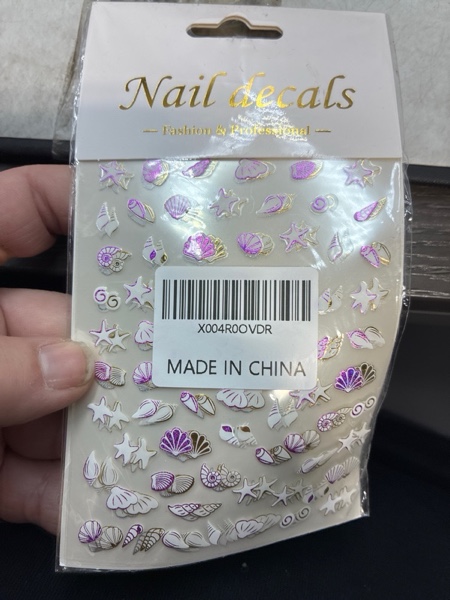 Nail decals
— Fashion & Professional —
X004R0OVDR
MADE IN CHINA